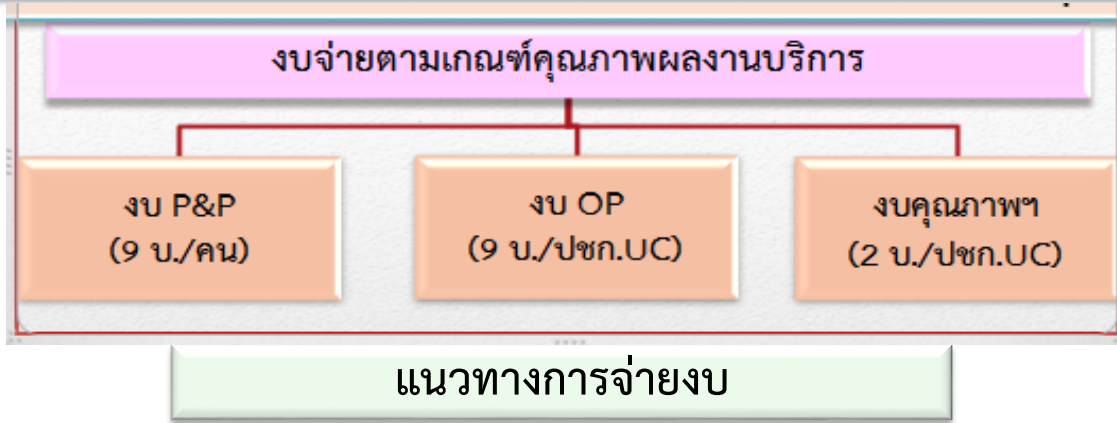 งบจ่ายตามเกณฑ์คุณภาพผลงานบริการ
งบ P&P
(9 บ./คน)
งบ OP
(9 บ./ปชก.UC)
งบคุณภาพฯ
(2 บ./ปชก.UC)
แนวทางการจ่ายงบ